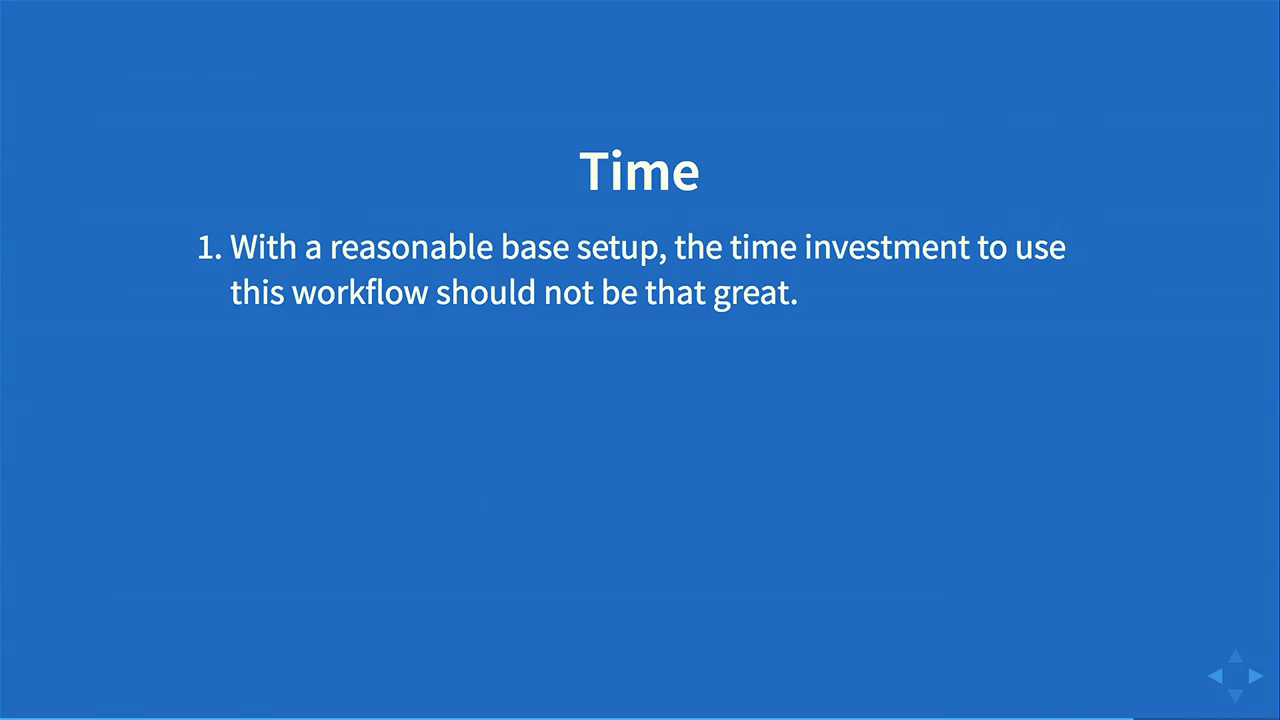 Time
1. With a reasonable base setup, the time investment to use
this workflow should not be that great.